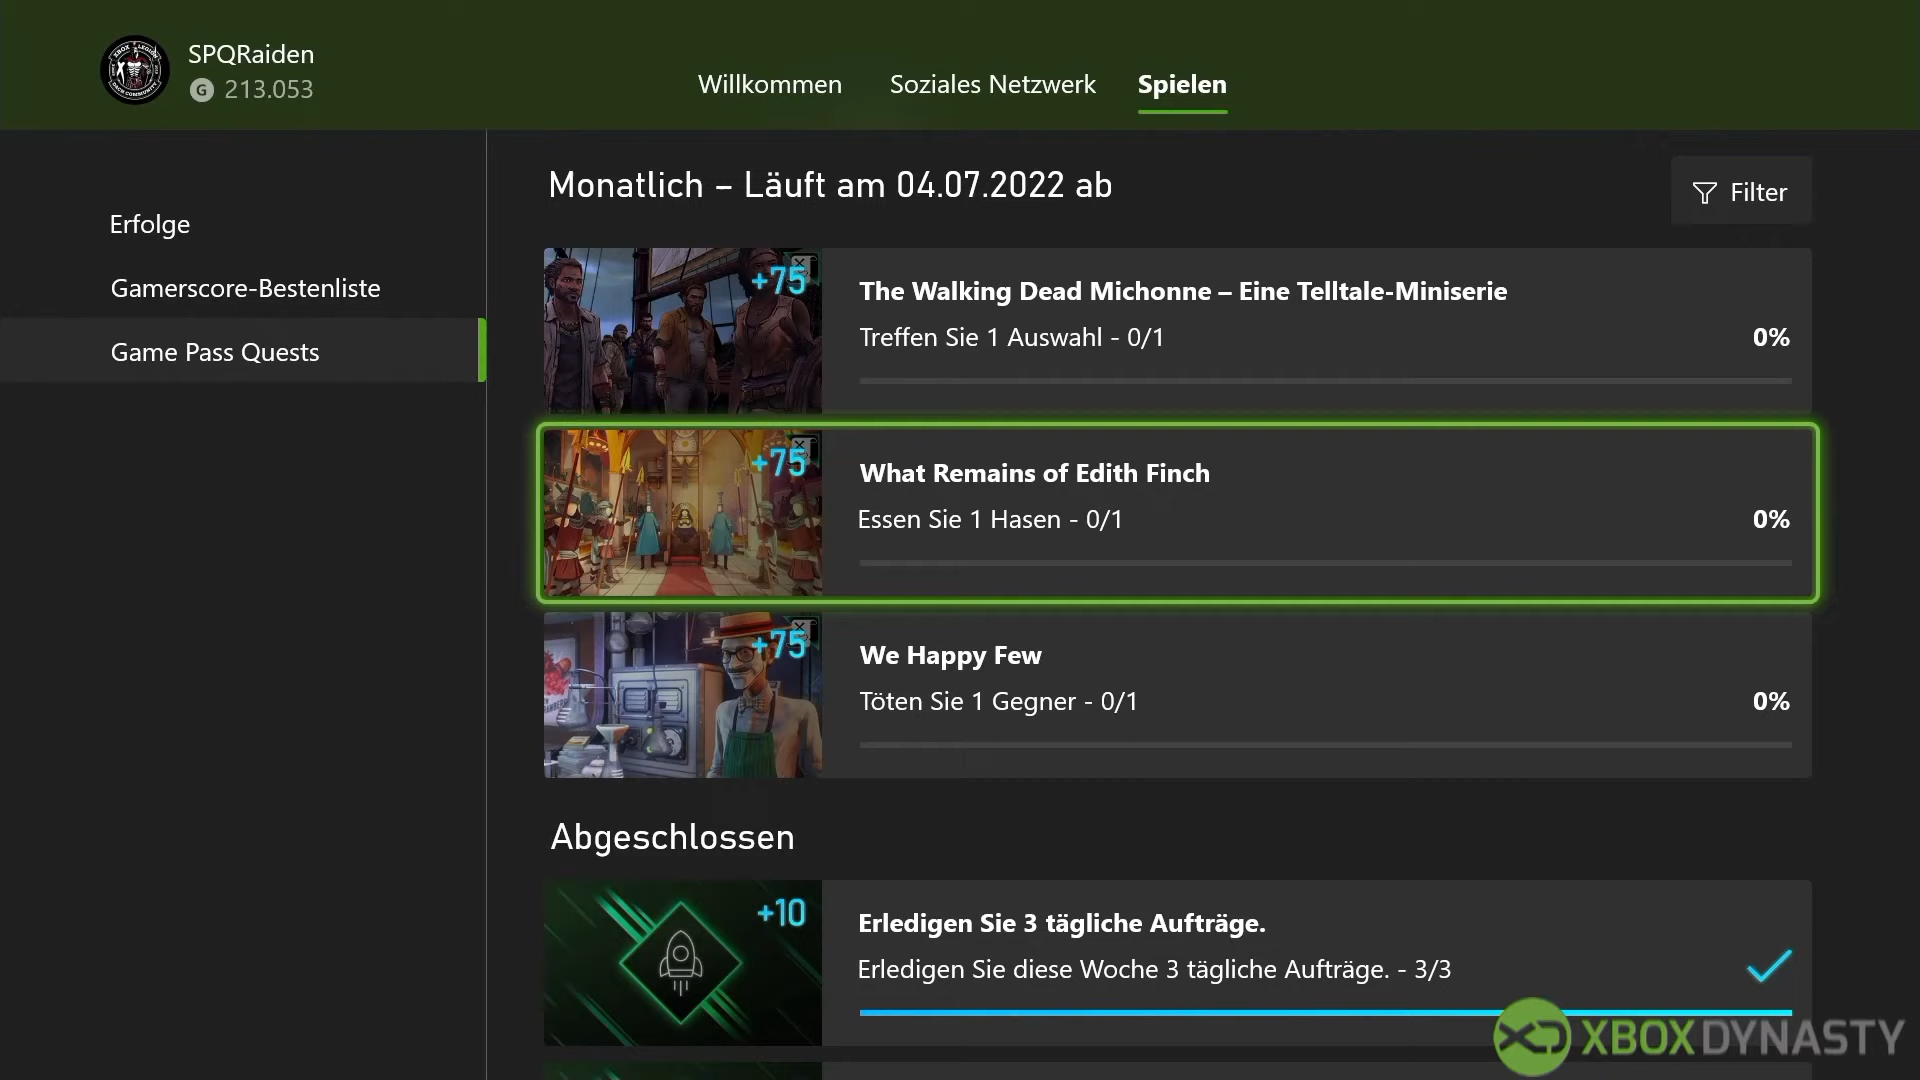 SPQRaiden
G 213.053
Willkommen
Soziales Netzwerk
Spielen
Erfolge
Gamerscore-Bestenliste
Game Pass Quests
Monatlich – Läuft am 04.07.2022 ab
Filter
+75
The Walking Dead Michonne – Eine Telltale-Miniserie
Treffen Sie 1 Auswahl - 0/1
0%
+75
What Remains of Edith Finch
Essen Sie 1 Hasen - 0/1
0%
+75
We Happy Few
Töten Sie 1 Gegner - 0/1
0%
Abgeschlossen
+10
Erledigen Sie 3 tägliche Aufträge.
Erledigen Sie diese Woche 3 tägliche Aufträge. - 3/3
XBOXDYNASTY